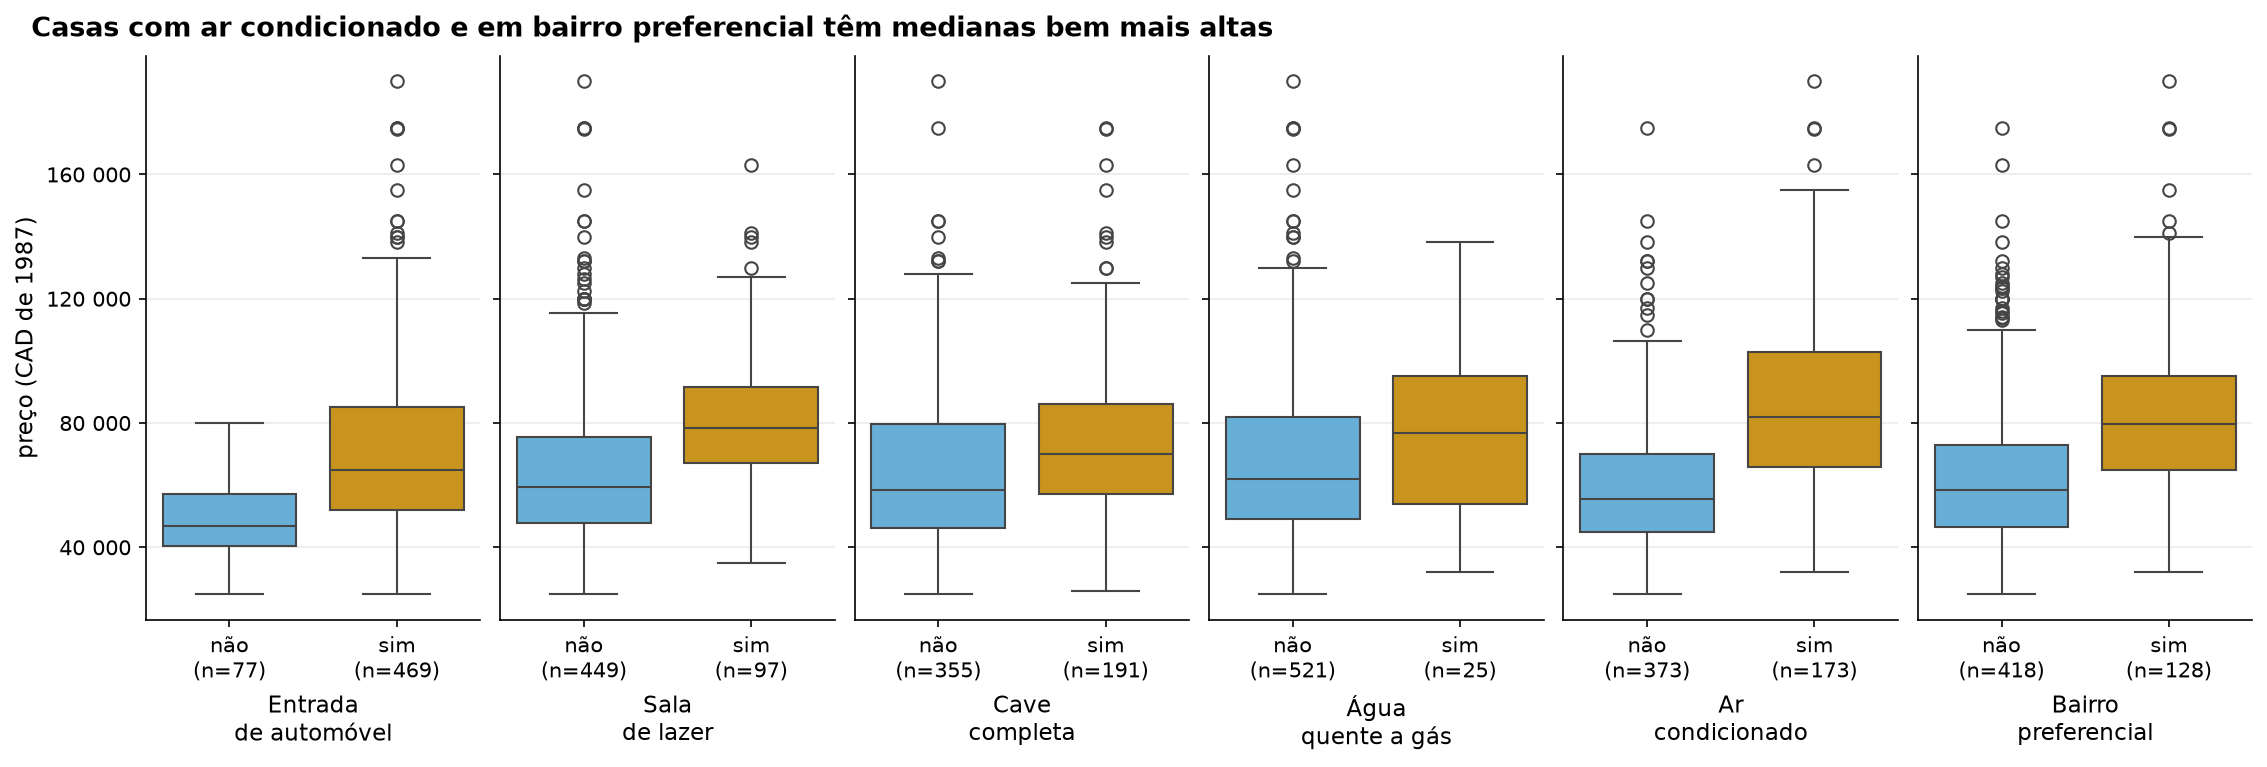 Casas com ar condicionado e em bairro preferencial têm medianas bem mais altas
preço (CAD de 1987)
160 000
120 000
80 000
40 000
não
(n=77)
sim
(n=469)
Entrada
de automóvel
não
(n=449)
sim
(n=97)
Sala
de lazer
não
(n=355)
sim
(n=191)
Cave
completa
não
(n=521)
sim
(n=25)
Água
quente a gás
não
(n=373)
sim
(n=173)
Ar
condicionado
não
(n=418)
sim
(n=128)
Bairro
preferencial